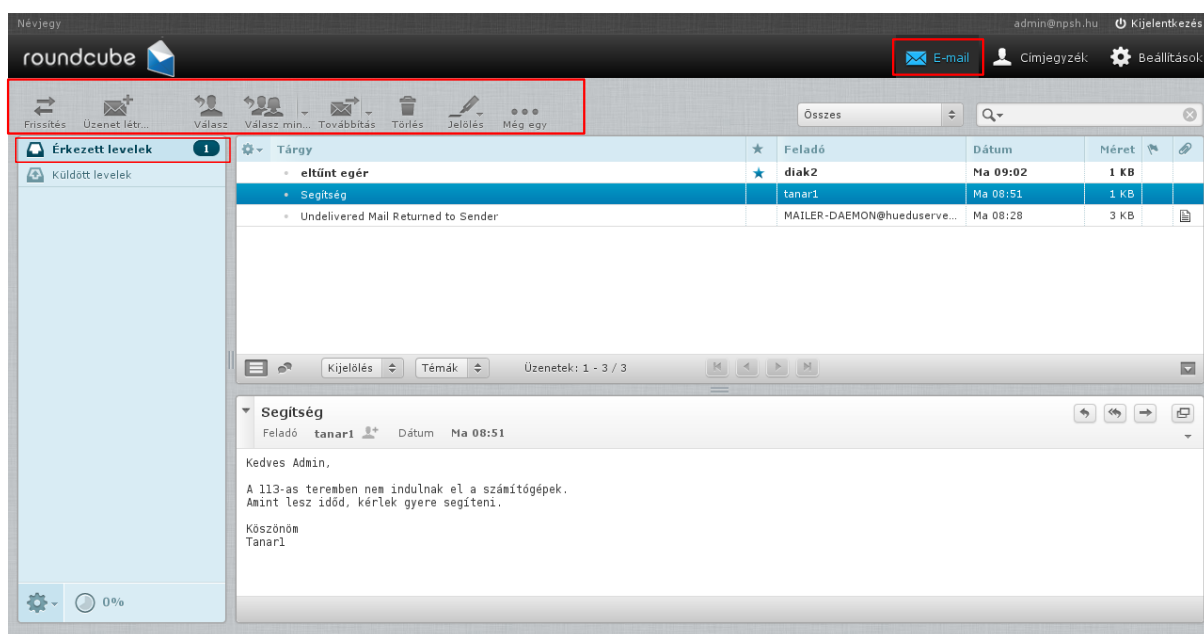 Névjegy admin@npsh.hu Kijelentkezés
roundcube E-mail Címjegyzék Beállítások
Frissítés Üzenet létr... Válasz Válasz min... Továbbítás Törlés Jelölés Még egy Összes
Érkezett levelek 1 Tárgy Feladó Dátum Méret
Küldött levelek
eltűnt egér diak2 Ma 09:02 1 KB
Segítség tanar1 Ma 08:51 1 KB
Undelivered Mail Returned to Sender MAILER-DAEMON@hueduserve... Ma 08:28 3 KB
Kijelölés Témák Üzenetek: 1 - 3 / 3
Segítség
Feladó tanar1 Dátum Ma 08:51
Kedves Admin,
A 113-as teremben nem indulnak el a számítógépek.
Amint lesz időd, kérlek gyere segíteni.
Köszönöm
Tanar1
0%